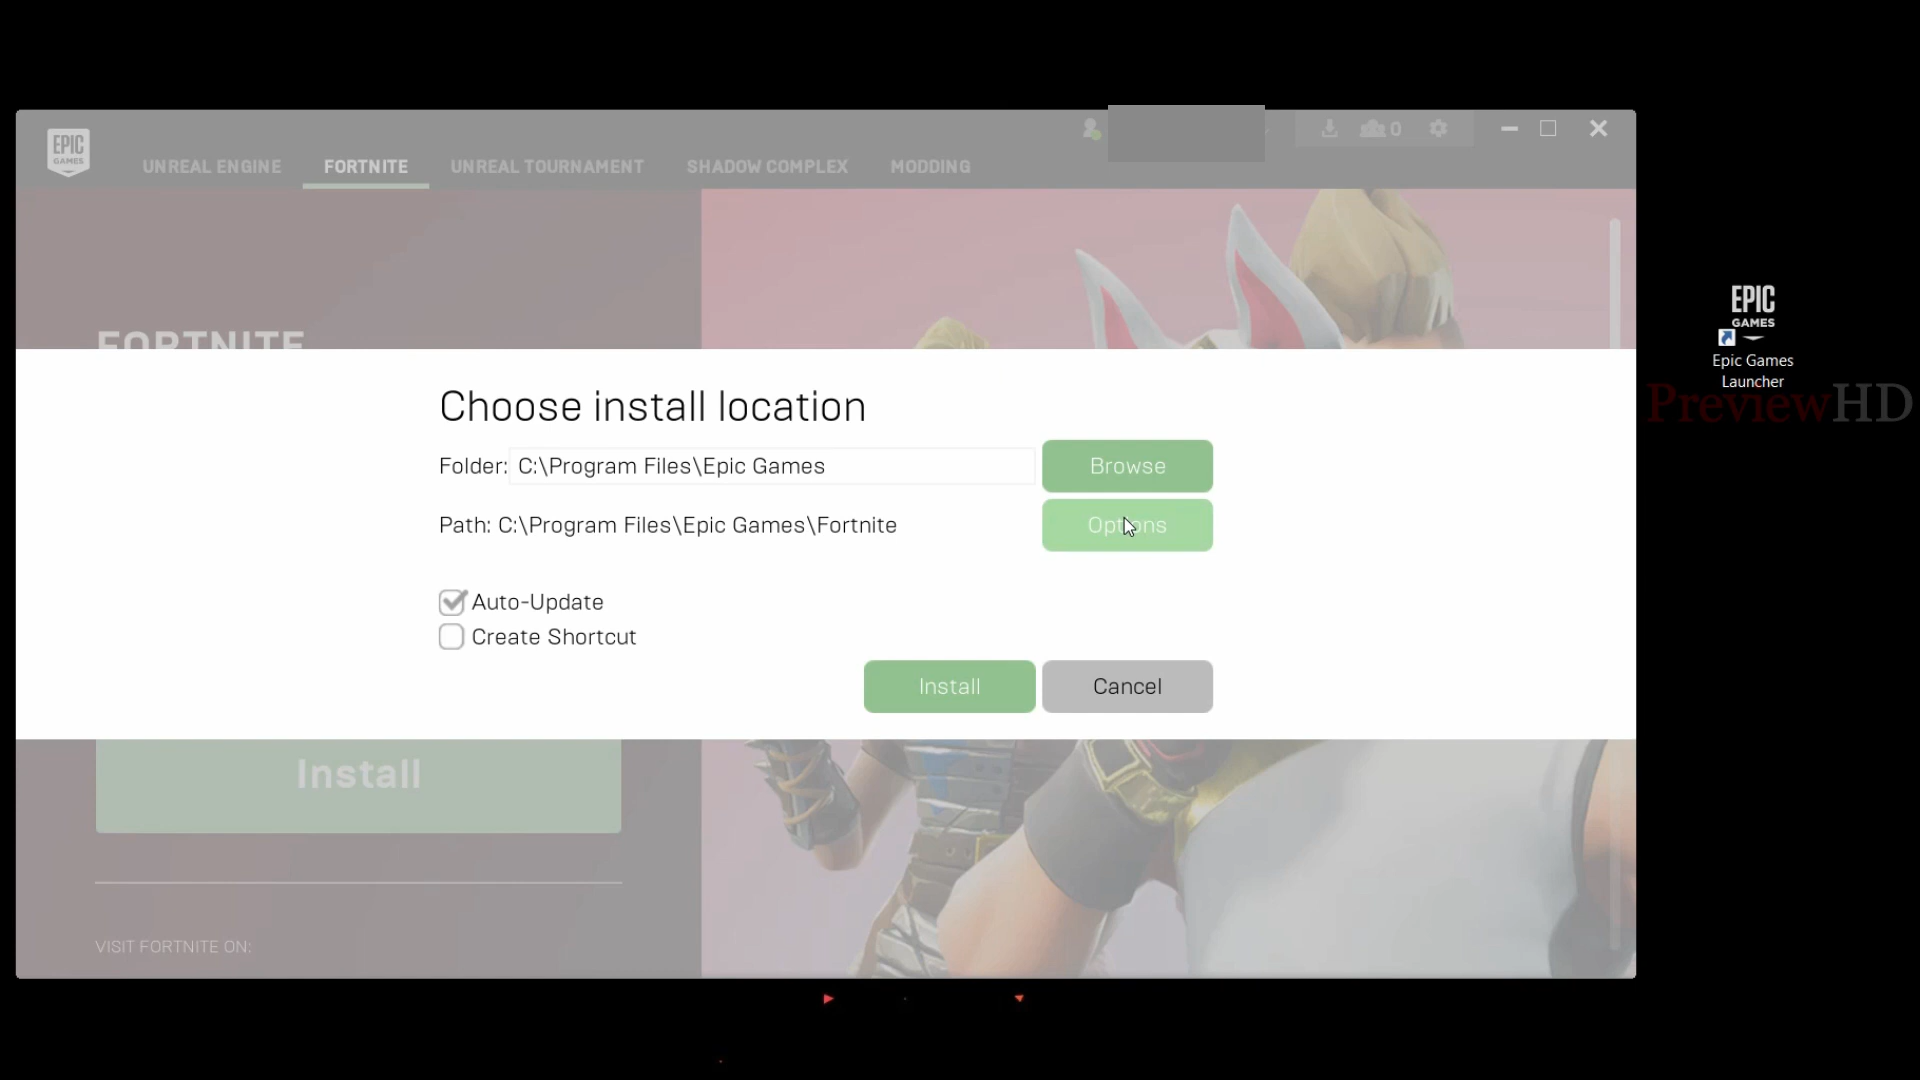 EPIC
GAMES
UNREAL ENGINE
FORTNITE
UNREAL TOURNAMENT
SHADOW COMPLEX
MODDING
0
FORTNITE
EPIC
GAMES
Epic Games
Launcher
PreviewHD
Choose install location
Folder: C:\Program Files\Epic Games
Browse
Path: C:\Program Files\Epic Games\Fortnite
Options
Auto-Update
Create Shortcut
Install
Cancel
Install
VISIT FORTNITE ON: